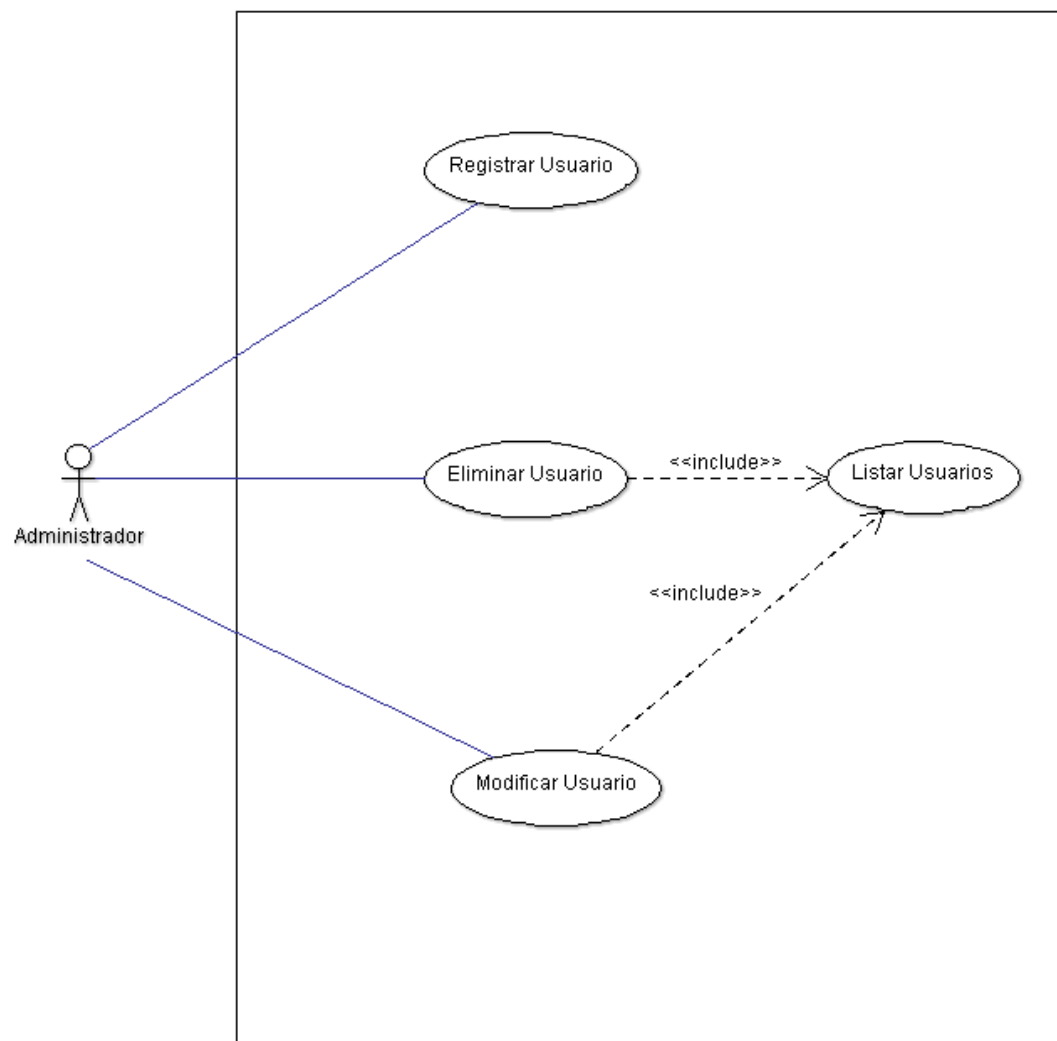 Registrar Usuario
Eliminar Usuario
<<include>>
Listar Usuarios
Administrador
<<include>>
Modificar Usuario